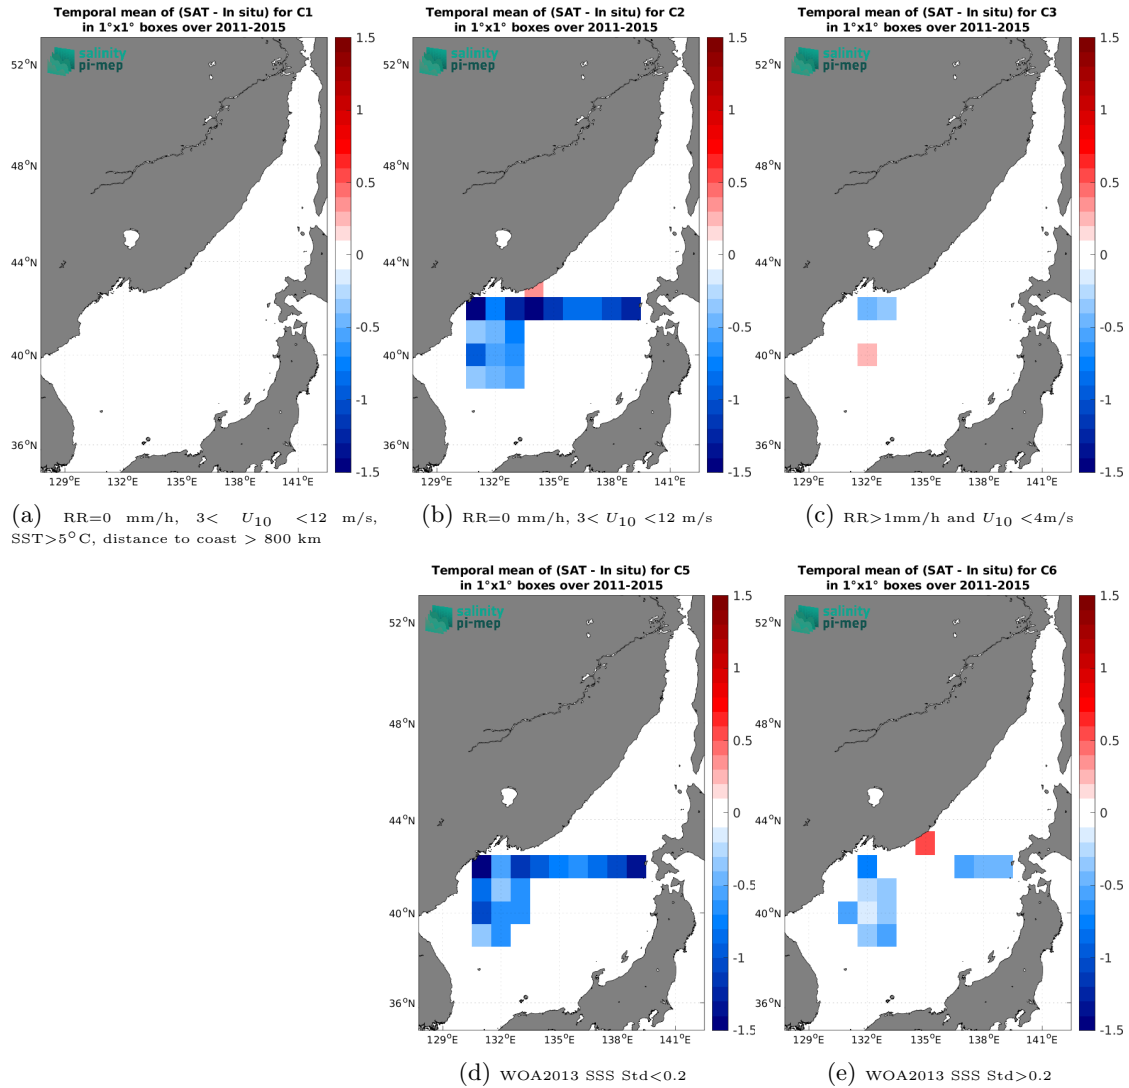 Temporal mean of (SAT - In situ) for C1
in 1°x1° boxes over 2011-2015
salinity
pi-mep
52°N
48°N
44°N
40°N
36°N
129°E 132°E 135°E 138°E 141°E
1.5
1
0.5
0
-0.5
-1
-1.5
(a) RR=0 mm/h, 3< U10 <12 m/s,
SST>5°C, distance to coast > 800 km
Temporal mean of (SAT - In situ) for C2
in 1°x1° boxes over 2011-2015
salinity
pi-mep
52°N
48°N
44°N
40°N
36°N
129°E 132°E 135°E 138°E 141°E
1.5
1
0.5
0
-0.5
-1
-1.5
(b) RR=0 mm/h, 3< U10 <12 m/s
Temporal mean of (SAT - In situ) for C3
in 1°x1° boxes over 2011-2015
salinity
pi-mep
52°N
48°N
44°N
40°N
36°N
129°E 132°E 135°E 138°E 141°E
1.5
1
0.5
0
-0.5
-1
-1.5
(c) RR>1mm/h and U10 <4m/s
Temporal mean of (SAT - In situ) for C5
in 1°x1° boxes over 2011-2015
salinity
pi-mep
52°N
48°N
44°N
40°N
36°N
129°E 132°E 135°E 138°E 141°E
1.5
1
0.5
0
-0.5
-1
-1.5
(d) WOA2013 SSS Std<0.2
Temporal mean of (SAT - In situ) for C6
in 1°x1° boxes over 2011-2015
salinity
pi-mep
52°N
48°N
44°N
40°N
36°N
129°E 132°E 135°E 138°E 141°E
1.5
1
0.5
0
-0.5
-1
-1.5
(e) WOA2013 SSS Std>0.2